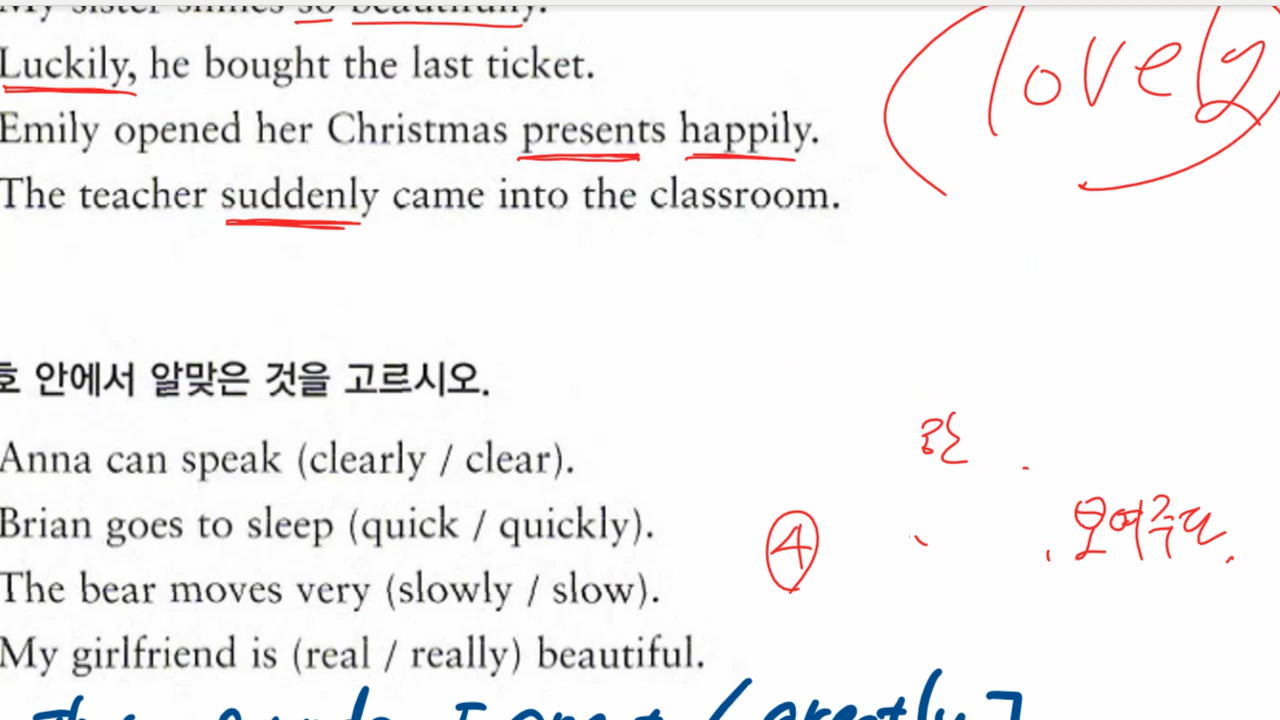 My sister shines so beautifully.
Luckily, he bought the last ticket.
lovely
Emily opened her Christmas presents happily.
The teacher suddenly came into the classroom.
호 안에서 알맞은 것을 고르시오.
Anna can speak (clearly / clear).
Brian goes to sleep (quick / quickly).
④
보여주다
The bear moves very (slowly / slow).
My girlfriend is (real / really) beautiful.